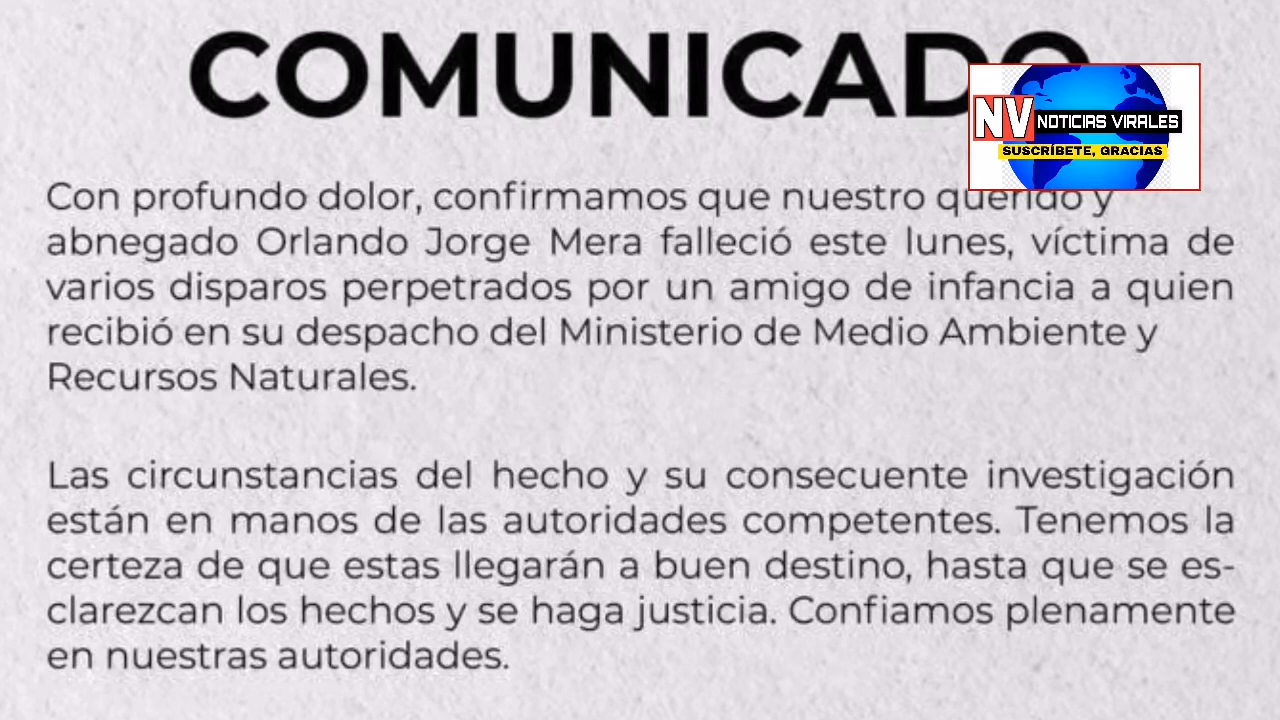 COMUNICADO
NV NOTICIAS VIRALES
SUSCRÍBETE, GRACIAS
Con profundo dolor, confirmamos que nuestro querido y
abnegado Orlando Jorge Mera falleció este lunes, víctima de
varios disparos perpetrados por un amigo de infancia a quien
recibió en su despacho del Ministerio de Medio Ambiente y
Recursos Naturales.
Las circunstancias del hecho y su consecuente investigación
están en manos de las autoridades competentes. Tenemos la
certeza de que estas llegarán a buen destino, hasta que se es-
clarezcan los hechos y se haga justicia. Confiamos plenamente
en nuestras autoridades.